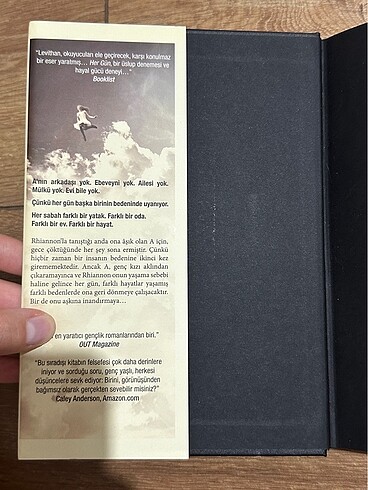 "Levithan, okuyucuları ele geçirecek, karşı konulmaz
bir eser yaratmış... Her Gün, bir üslup denemesi ve
hayal gücü deneyi..."
Booklist
A'nın arkadaşı yok. Ebeveyni yok. Ailesi yok.
Mülkü yok. Evi bile yok.
Çünkü her gün başka birinin bedeninde uyanıyor.
Her sabah farklı bir yatak. Farklı bir oda.
Farklı bir ev. Farklı bir hayat.
Rhiannon'la tanıştığı anda ona âşık olan A için,
gece çöktüğünde her şey sona ermiştir. Çünkü
hiçbir zaman bir insanın bedenine ikinci kez
girememektedir. Ancak A, genç kızı aklından
çıkaramayınca ve Rhiannon onun yaşama sebebi
haline gelince her gün, farklı hayatlar yaşamış
farklı bedenlerde ona geri dönmeye çalışacaktır.
Bir de onu aşkına inandırmaya...
en yaratıcı gençlik romanlarından biri."
OUT Magazine
"Bu sıradışı kitabın felsefesi çok daha derinlere
iniyor ve sorduğu soru, genç yaşlı, herkesi
düşüncelere sevk ediyor: Birini, görünüşünden
bağımsız olarak gerçekten sevebilir misiniz?"
Caley Anderson, Amazon.com